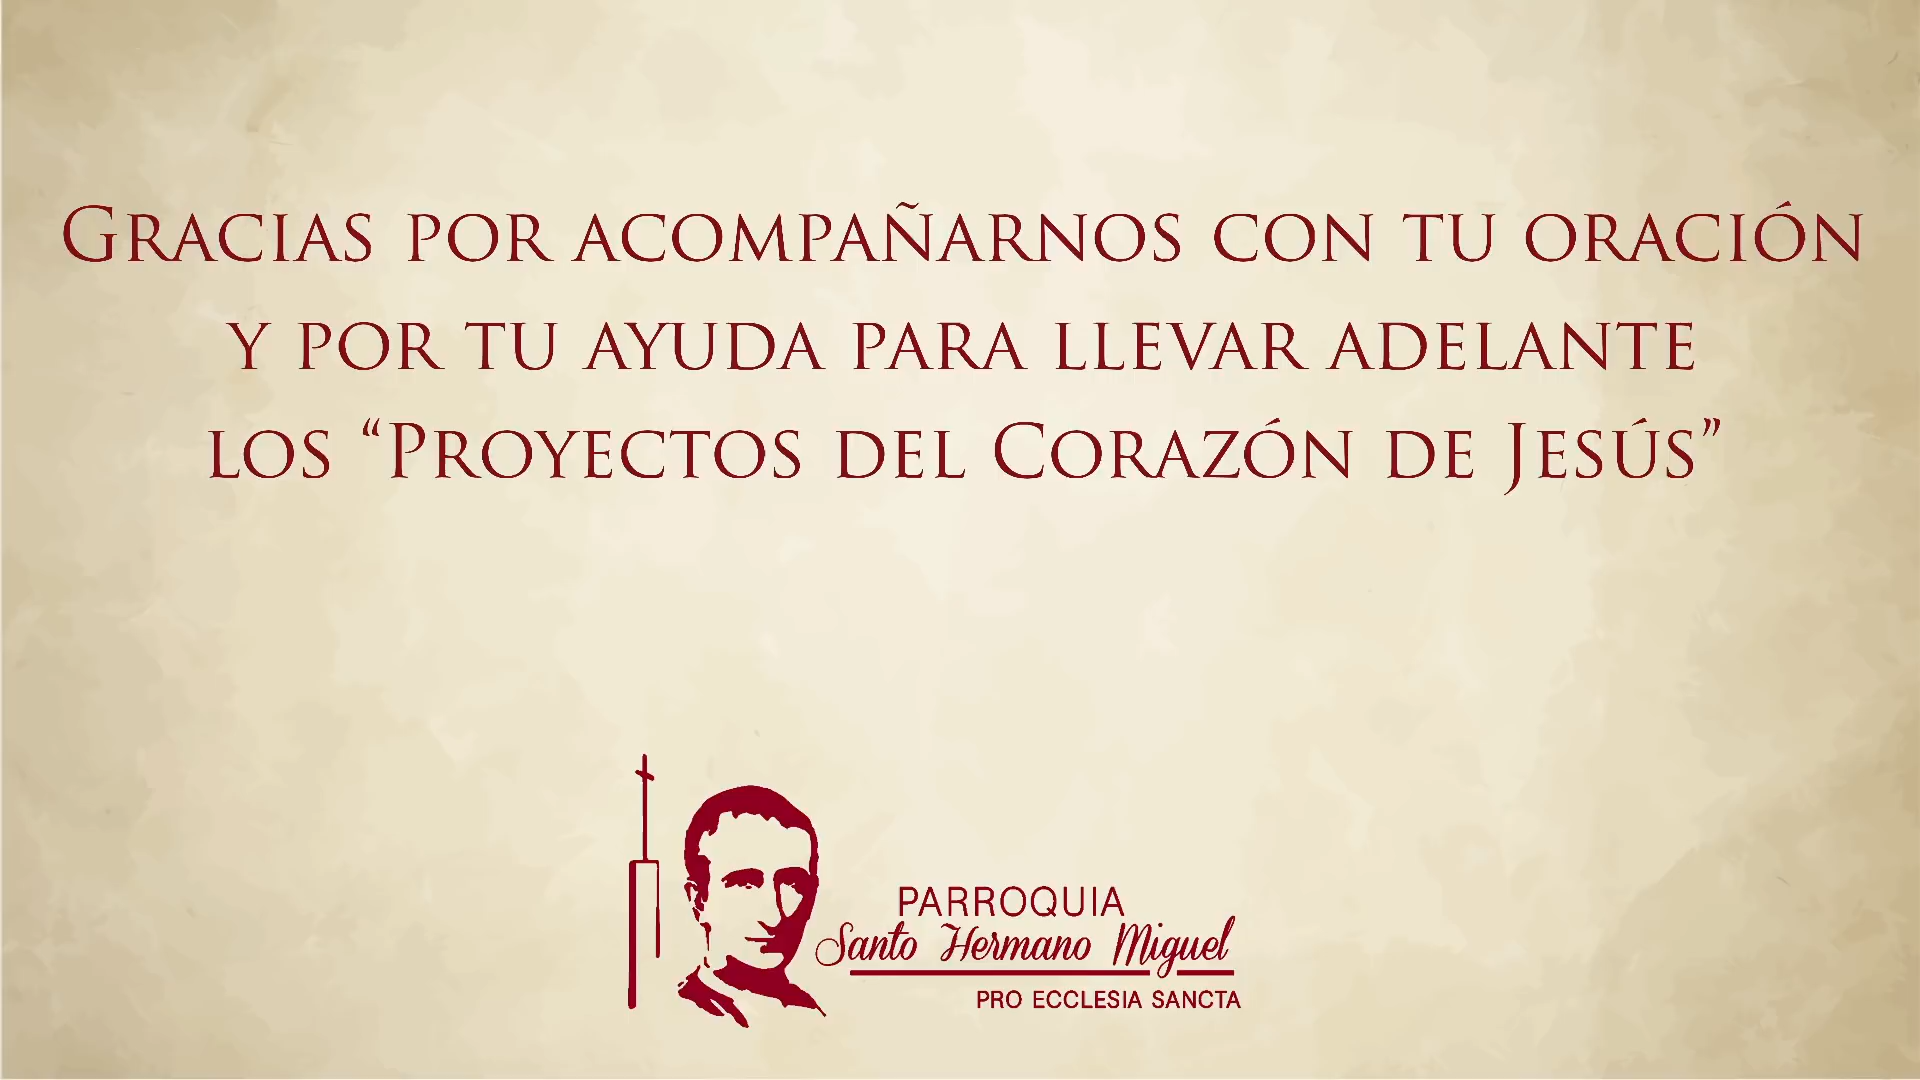 Gracias por acompañarnos con tu oración
y por tu ayuda para llevar adelante
los “Proyectos del Corazón de Jesús”
PARROQUIA
Santo Hermano Miguel
PRO ECCLESIA SANCTA